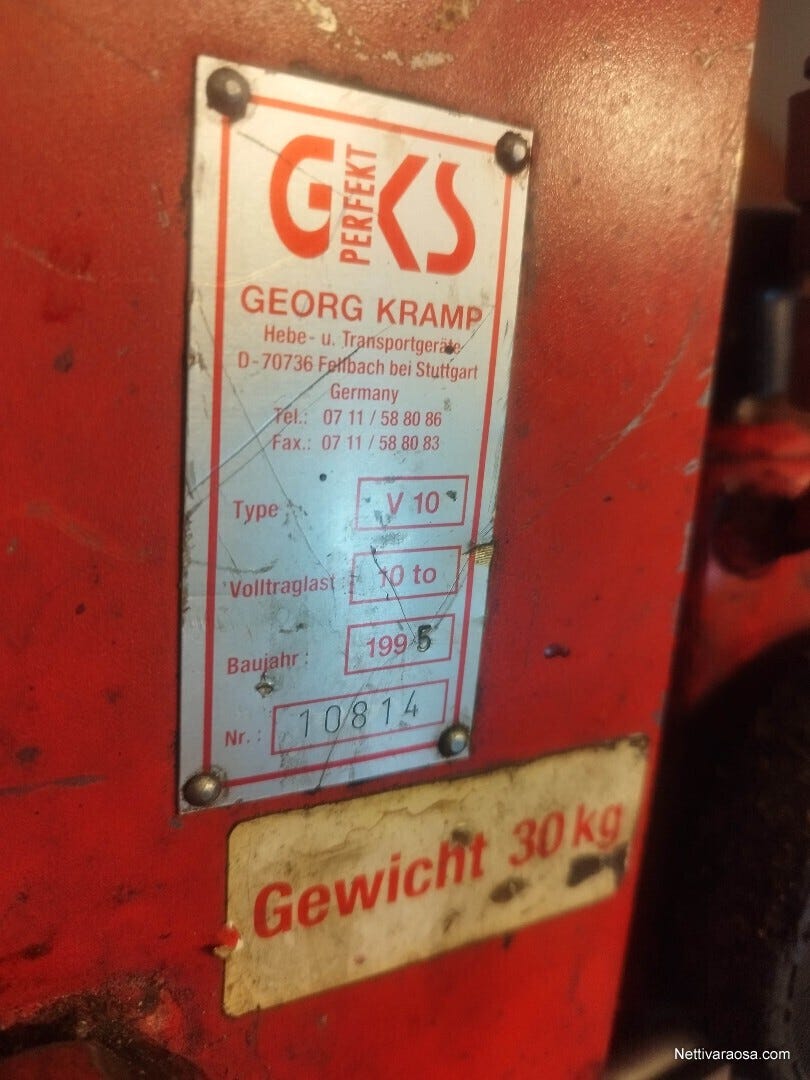 GKS
PERFEKT
GEORG KRAMP
Hebe- u. Transportgeräte
D-70736 Fellbach bei Stuttgart
Germany
Tel.: 07 11 / 58 80 86
Fax.: 07 11 / 58 80 83
Type V 10
Volltraglast : 10 to
Baujahr : 1995
Nr. : 10814
Gewicht 30 kg
Nettivaraosa.com